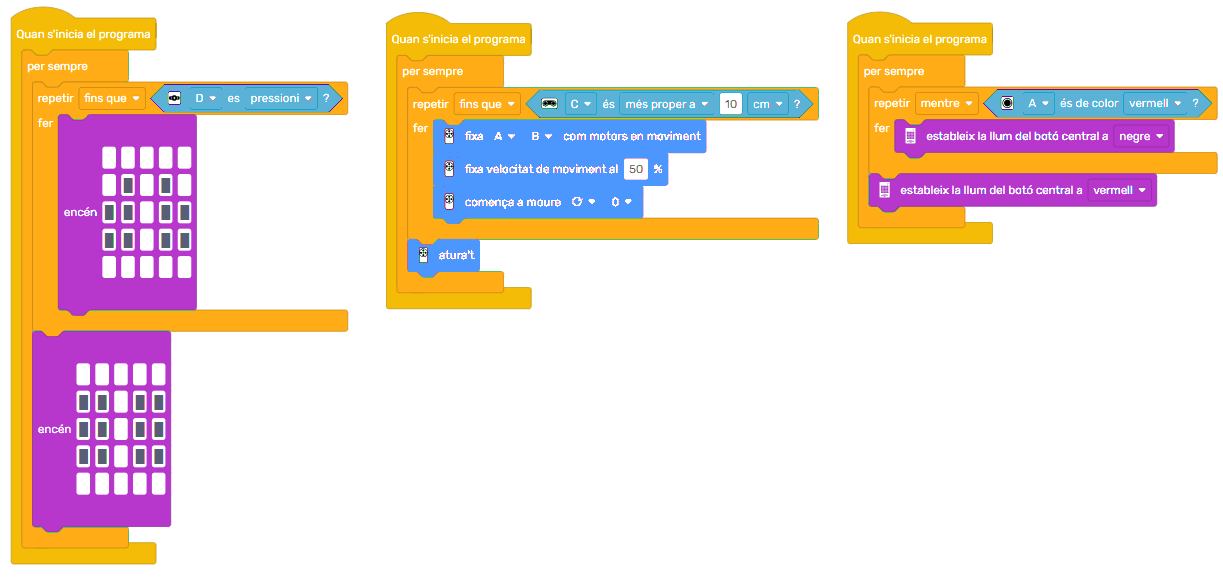 Quan s'inicia el programa
per sempre
repetir fins que D es pressioni ?
fer
encén
encén
Quan s'inicia el programa
per sempre
repetir fins que C és més proper a 10 cm ?
fer
fixa A B com motors en moviment
fixa velocitat de moviment al 50 %
comença a moure 0
atura't
Quan s'inicia el programa
per sempre
repetir mentre A és de color vermell ?
fer
estableix la llum del botó central a negre
estableix la llum del botó central a vermell